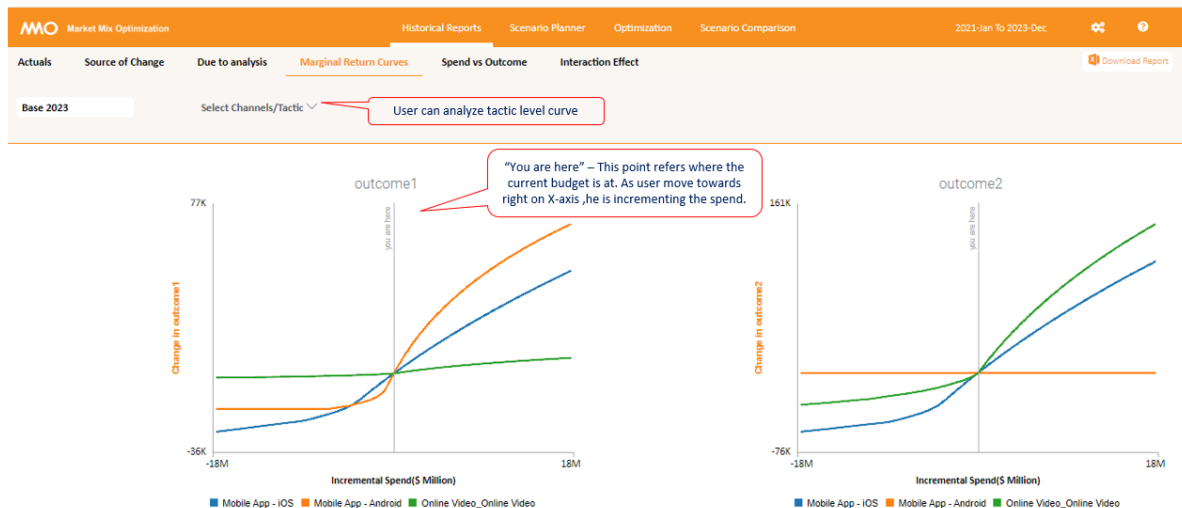 MMO Market Mix Optimization
Historical Reports Scenario Planner Optimization Scenario Comparison
2021-Jan To 2023-Dec
?
Actuals Source of Change Due to analysis Marginal Return Curves Spend vs Outcome Interaction Effect
Download Report
Base 2023
Select Channels/Tactic
User can analyze tactic level curve
“You are here” – This point refers where the
current budget is at. As user move towards
right on X-axis ,he is incrementing the spend.
outcome1
77K
you are here
Change in outcome1
-36K
-18M
18M
Incremental Spend($ Million)
Mobile App - iOS Mobile App - Android Online Video_Online Video
outcome2
161K
you are here
Change in outcome2
-76K
-18M
18M
Incremental Spend($ Million)
Mobile App - iOS Mobile App - Android Online Video_Online Video